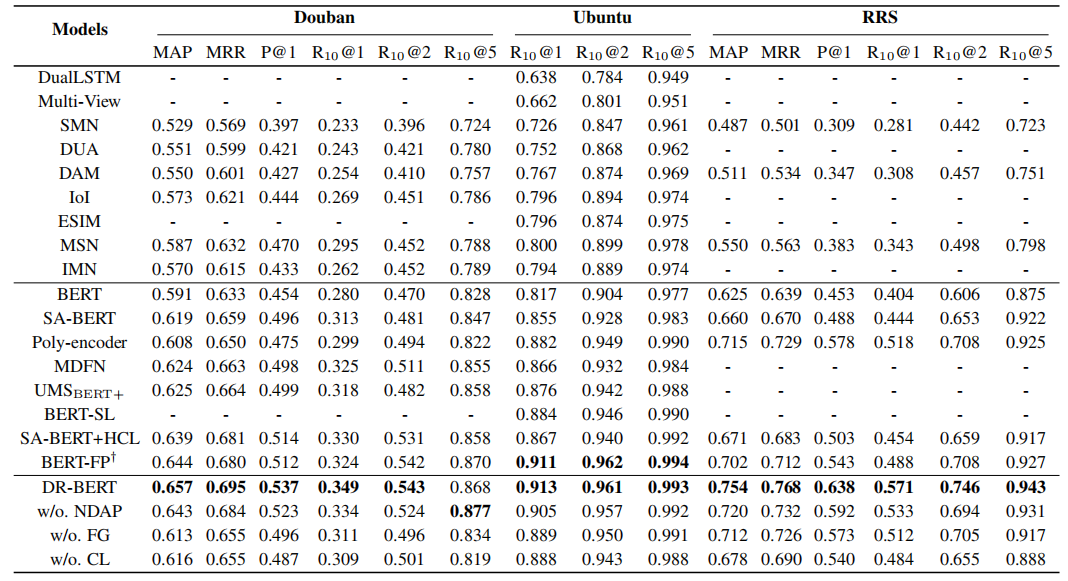 Models Douban Ubuntu RRS
MAP MRR P@1 R10@1 R10@2 R10@5 R10@1 R10@2 R10@5 MAP MRR P@1 R10@1 R10@2 R10@5
DualLSTM - - - - - - 0.638 0.784 0.949 - - - - - -
Multi-View - - - - - - 0.662 0.801 0.951 - - - - - -
SMN 0.529 0.569 0.397 0.233 0.396 0.724 0.726 0.847 0.961 0.487 0.501 0.309 0.281 0.442 0.723
DUA 0.551 0.599 0.421 0.243 0.421 0.780 0.752 0.868 0.962 - - - - - -
DAM 0.550 0.601 0.427 0.254 0.410 0.757 0.767 0.874 0.969 0.511 0.534 0.347 0.308 0.457 0.751
IoI 0.573 0.621 0.444 0.269 0.451 0.786 0.796 0.894 0.974 - - - - - -
ESIM - - - - - - 0.796 0.874 0.975 - - - - - -
MSN 0.587 0.632 0.470 0.295 0.452 0.788 0.800 0.899 0.978 0.550 0.563 0.383 0.343 0.498 0.798
IMN 0.570 0.615 0.433 0.262 0.452 0.789 0.794 0.889 0.974 - - - - - -
BERT 0.591 0.633 0.454 0.280 0.470 0.828 0.817 0.904 0.977 0.625 0.639 0.453 0.404 0.606 0.875
SA-BERT 0.619 0.659 0.496 0.313 0.481 0.847 0.855 0.928 0.983 0.660 0.670 0.488 0.444 0.653 0.922
Poly-encoder 0.608 0.650 0.475 0.299 0.494 0.822 0.882 0.949 0.990 0.715 0.729 0.578 0.518 0.708 0.925
MDFN 0.624 0.663 0.498 0.325 0.511 0.855 0.866 0.932 0.984 - - - - - -
UMSBERT+ 0.625 0.664 0.499 0.318 0.482 0.858 0.876 0.942 0.988 - - - - - -
BERT-SL - - - - - - 0.884 0.946 0.990 - - - - - -
SA-BERT+HCL 0.639 0.681 0.514 0.330 0.531 0.858 0.867 0.940 0.992 0.671 0.683 0.503 0.454 0.659 0.917
BERT-FP† 0.644 0.680 0.512 0.324 0.542 0.870 0.911 0.962 0.994 0.702 0.712 0.543 0.488 0.708 0.927
DR-BERT 0.657 0.695 0.537 0.349 0.543 0.868 0.913 0.961 0.993 0.754 0.768 0.638 0.571 0.746 0.943
w/o. NDAP 0.643 0.684 0.523 0.334 0.524 0.877 0.905 0.957 0.992 0.720 0.732 0.592 0.533 0.694 0.931
w/o. FG 0.613 0.655 0.496 0.311 0.496 0.834 0.889 0.950 0.991 0.712 0.726 0.573 0.512 0.705 0.917
w/o. CL 0.616 0.655 0.487 0.309 0.501 0.819 0.888 0.943 0.988 0.678 0.690 0.540 0.484 0.655 0.888